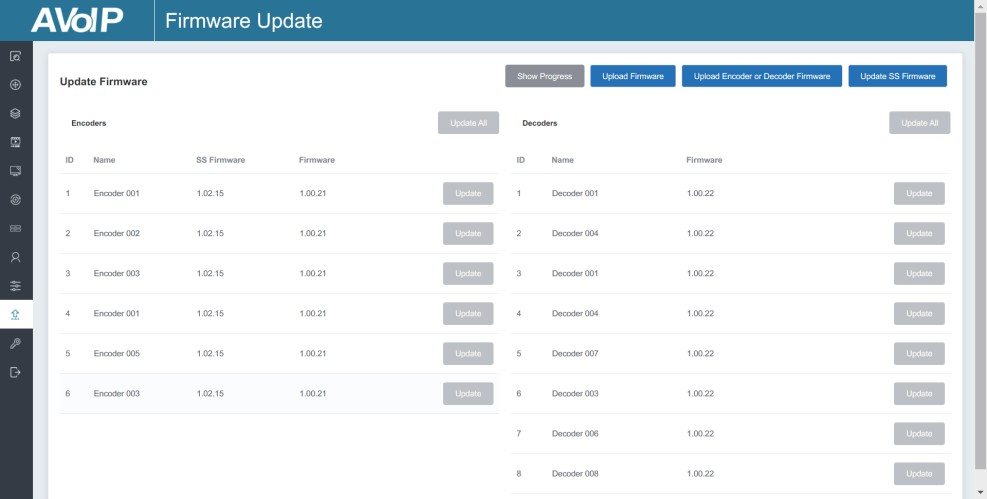 AVoIP Firmware Update
Update Firmware Show Progress Upload Firmware Upload Encoder or Decoder Firmware Update SS Firmware
Encoders Update All Decoders Update All
ID Name SS Firmware Firmware ID Name Firmware
1 Encoder 001 1.02.15 1.00.21 Update 1 Decoder 001 1.00.22 Update
2 Encoder 002 1.02.15 1.00.21 Update 2 Decoder 004 1.00.22 Update
3 Encoder 003 1.02.15 1.00.21 Update 3 Decoder 001 1.00.22 Update
4 Encoder 001 1.02.15 1.00.21 Update 4 Decoder 004 1.00.22 Update
5 Encoder 005 1.02.15 1.00.21 Update 5 Decoder 007 1.00.22 Update
6 Encoder 003 1.02.15 1.00.21 Update 6 Decoder 003 1.00.22 Update
7 Decoder 006 1.00.22 Update
8 Decoder 008 1.00.22 Update